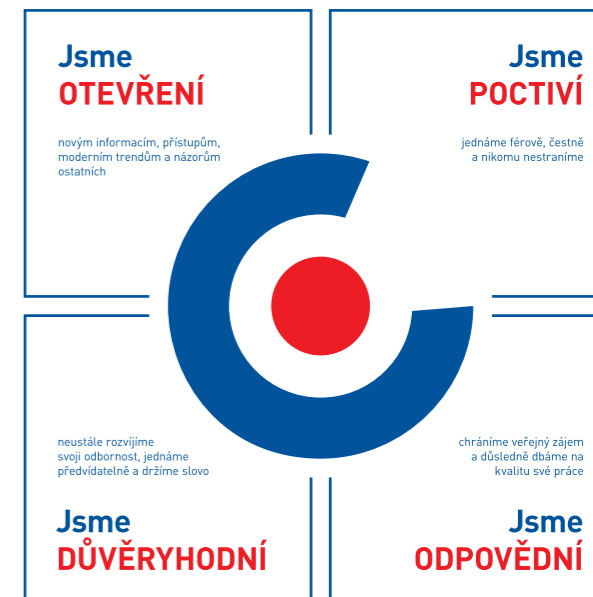 Jsme
OTEVŘENÍ
novým informacím, přístupům,
moderním trendům a názorům
ostatních
Jsme
POCTIVÍ
jednáme férově, čestně
a nikomu nestraníme
neustále rozvíjíme
svoji odbornost, jednáme
předvídatelně a držíme slovo
Jsme
DŮVĚRYHODNÍ
chráníme veřejný zájem
a důsledně dbáme na
kvalitu své práce
Jsme
ODPOVĚDNÍ